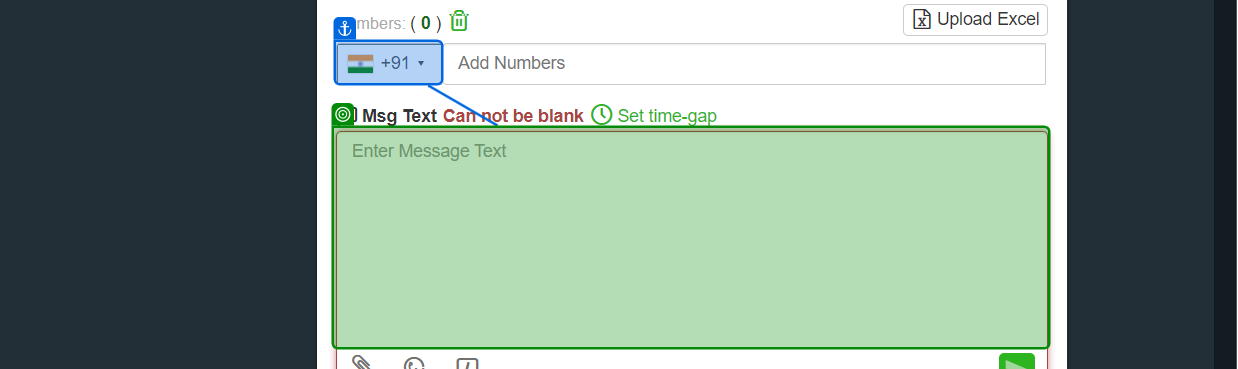 mbers: ( 0 )
Upload Excel
+91
Add Numbers
Msg Text Can not be blank Set time-gap
Enter Message Text